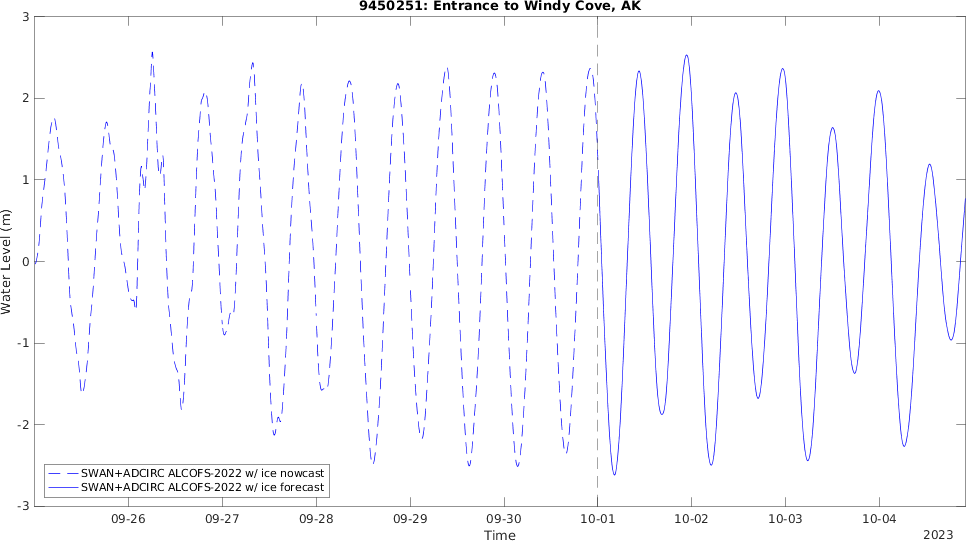 9450251: Entrance to Windy Cove, AK
3
2
1
0
-1
-2
-3
Water Level (m)
SWAN+ADCIRC ALCOFS-2022 w/ ice nowcast
SWAN+ADCIRC ALCOFS-2022 w/ ice forecast
09-26 09-27 09-28 09-29 09-30 10-01 10-02 10-03 10-04
Time
2023